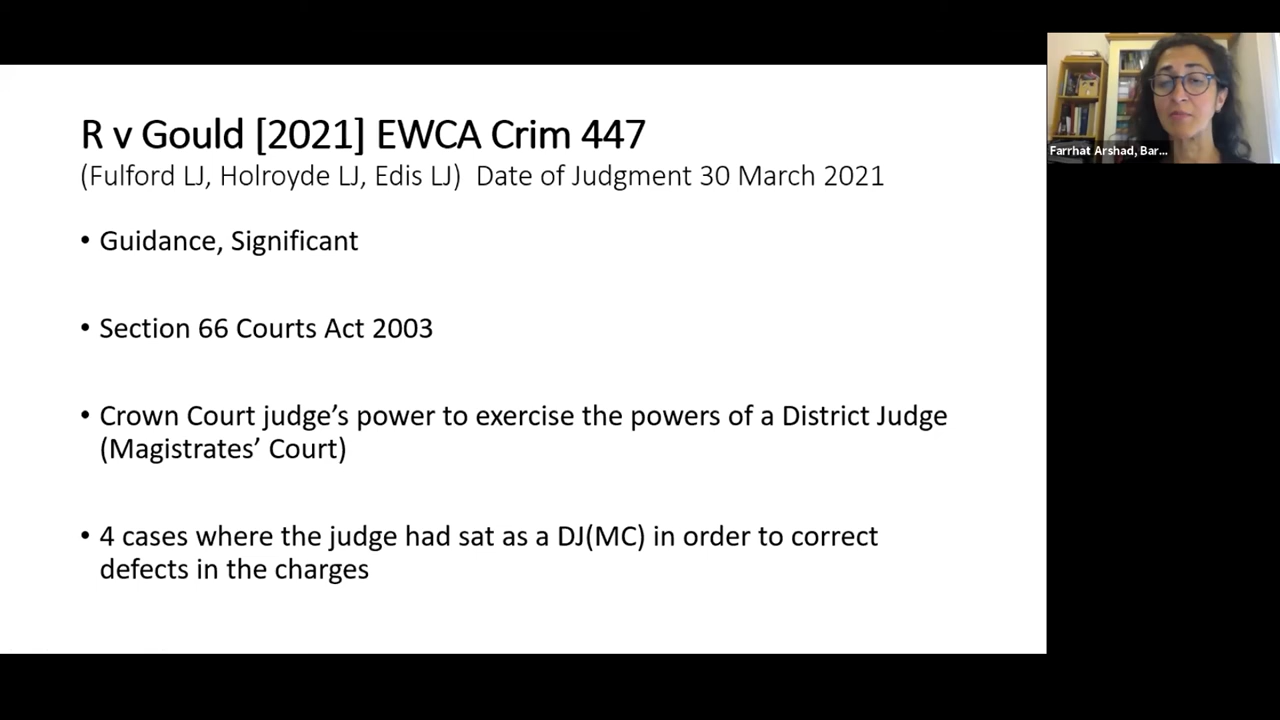 R v Gould [2021] EWCA Crim 447
(Fulford LJ, Holroyde LJ, Edis LJ) Date of Judgment 30 March 2021
• Guidance, Significant
• Section 66 Courts Act 2003
• Crown Court judge’s power to exercise the powers of a District Judge
(Magistrates’ Court)
• 4 cases where the judge had sat as a DJ(MC) in order to correct
defects in the charges
Farrhat Arshad, Bar...